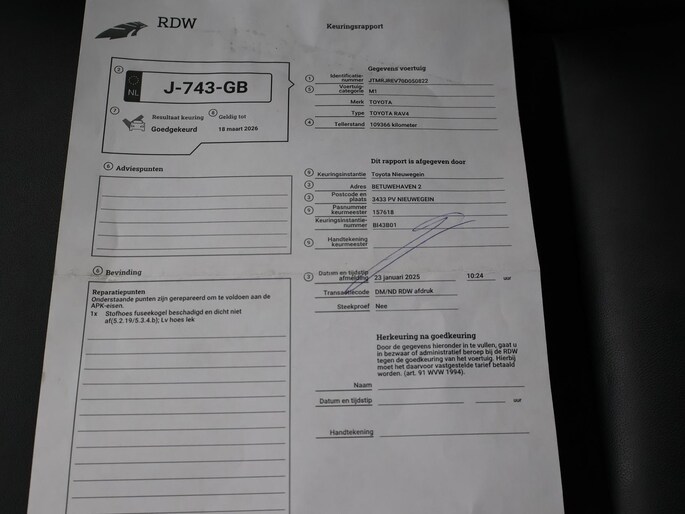 RDW
Keuringsrapport
NL
J-743-GB
Resultaat keuring
Goedgekeurd
Geldig tot
18 maart 2026
Gegevens voertuig
Identificatie-
nummer JTMRJREV70D050822
Voertuig-
categorie M1
Merk TOYOTA
Type TOYOTA RAV4
Tellerstand 109366 kilometer
Adviespunten
Dit rapport is afgegeven door
Keuringsinstantie Toyota Nieuwegein
Adres BETUWEHAVEN 2
Postcode en
plaats 3433 PV NIEUWEGEIN
Pasnummer
keurmeester 157618
Keuringsinstantie-
nummer BI43B01
Handtekening
keurmeester
Datum en tijdstip
afmelding 23 januari 2025 10:24 uur
Transactiecode DM/ND RDW afdruk
Steekproef Nee
Bevinding
Reparatiepunten
Onderstaande punten zijn gerepareerd om te voldoen aan de
APK-eisen.
1x Stofhoes fuseekogel beschadigd en dicht niet
af(5.2.19/5.3.4.b); Lv hoes lek
Herkeuring na goedkeuring
Door de gegevens hieronder in te vullen, gaat u
in bezwaar of administratief beroep bij de RDW
tegen de goedkeuring van het voertuig. Hierbij
moet het daarvoor vastgestelde tarief betaald
worden. (art. 91 WVW 1994).
Naam
Datum en tijdstip uur
Handtekening